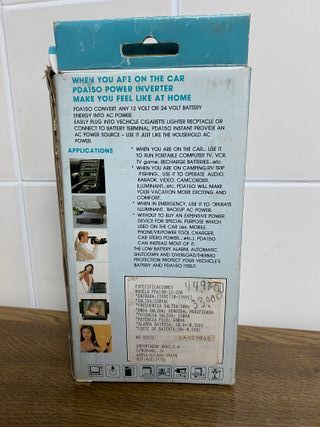 WHEN YOU ARE ON THE CAR
PDA150 POWER INVERTER
MAKE YOU FEEL LIKE AT HOME
PDA150 CONVERT ANY 12 VOLT OR 24 VOLT BATTERY
ENERGY INTO AC POWER.
EASILY PLUG INTO VECHICLE CIGARETTE LIGHTER RECEPTACLE OR
CONNECT TO BATTERY TERMINAL, PDA150 INSTANT PROVIDE AN
AC POWER SOURCE - USE IT JUST LIKE THE HOUSEHOLD AC
POWER.
APPLICATIONS
• WHEN YOU ARE ON THE CAR... USE IT
TO RUN PORTABLE COMPUTER TV, VCR,
TV game, RECHARGE BATTERIES...etc.
• WHEN YOU ARE ON CAMPING/RV TRIP
FISHING... USE IT TO OPERATE AUDIO,
KARAOK, VIDEO, CAMCORDER,
ILLUMINANT...etc. PDA150 WILL MAKE
YOUR VACATION MORE EXCITING AND
COMFORT.
• WHEN IN EMERGENCY, USE IT TO OPERATE
ILLUMINANT, BACKUP AC POWER.
• WITHOUT TO BUY AN EXPENSIVE POWER
DEVICE FOR SPECIAL PURPOSE WHICH
USED ON THE CAR (ex. MOBILE
PHONE/V8/POWER TOOL CHARGER,
CAR STEREO POWER... etc.), PDA150
CAN INSTEAD MOST OF IT.
• THE LOW BATTERY ALARM, AUTOMATIC
SHUTDOWN AND OVERLOAD/THERMO
PROTECTION PROTECT YOUR VECHICLE'S
BATTERY AND PDA150 ITSELF.
ESPECIFICACIONES
*SALIDA:220VAC
*ONDA SALIDA: SENOIDAL MODIFICADA